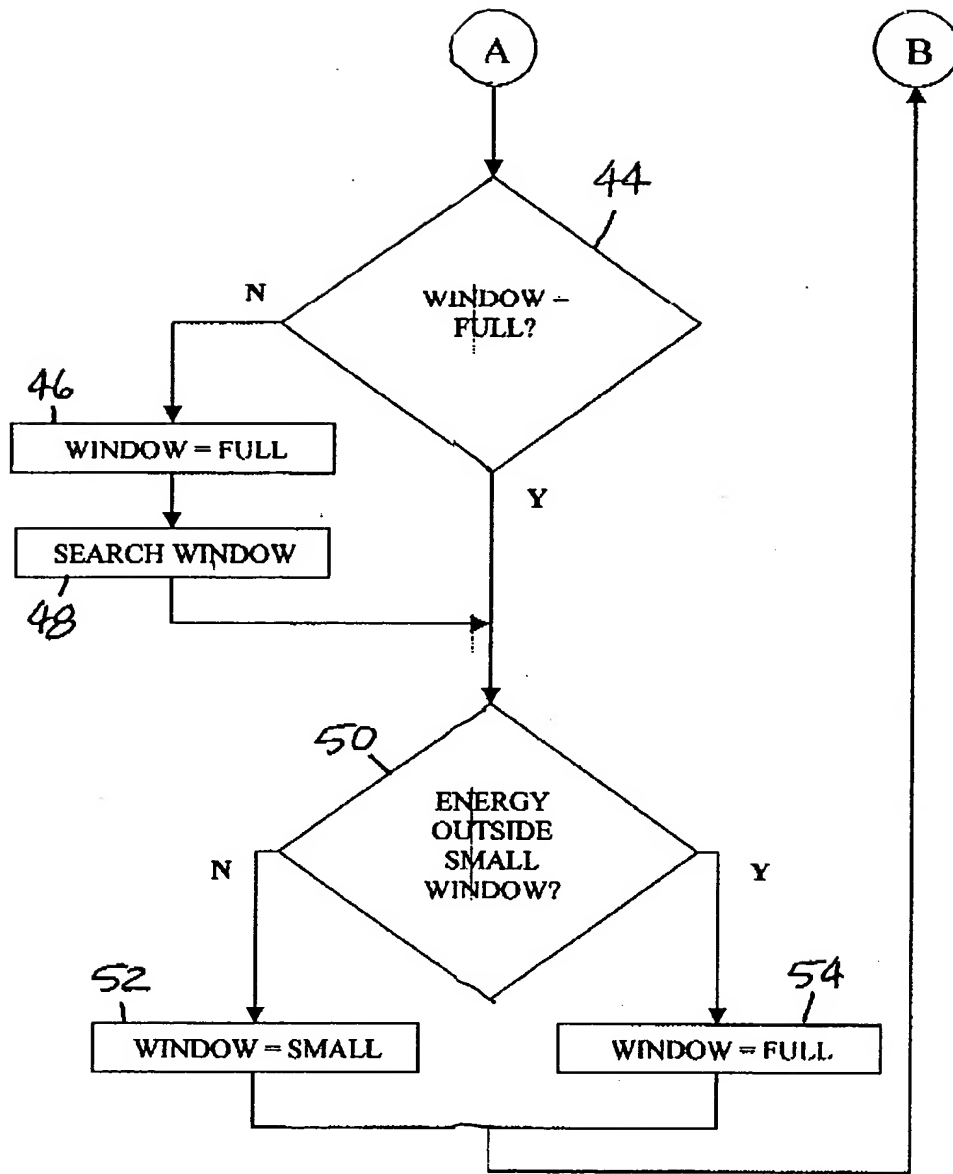 A
B
44
N
WINDOW –
FULL?
46
WINDOW = FULL
Y
SEARCH WINDOW
48
50
ENERGY
OUTSIDE
SMALL
WINDOW?
N
Y
52
54
WINDOW = SMALL
WINDOW = FULL